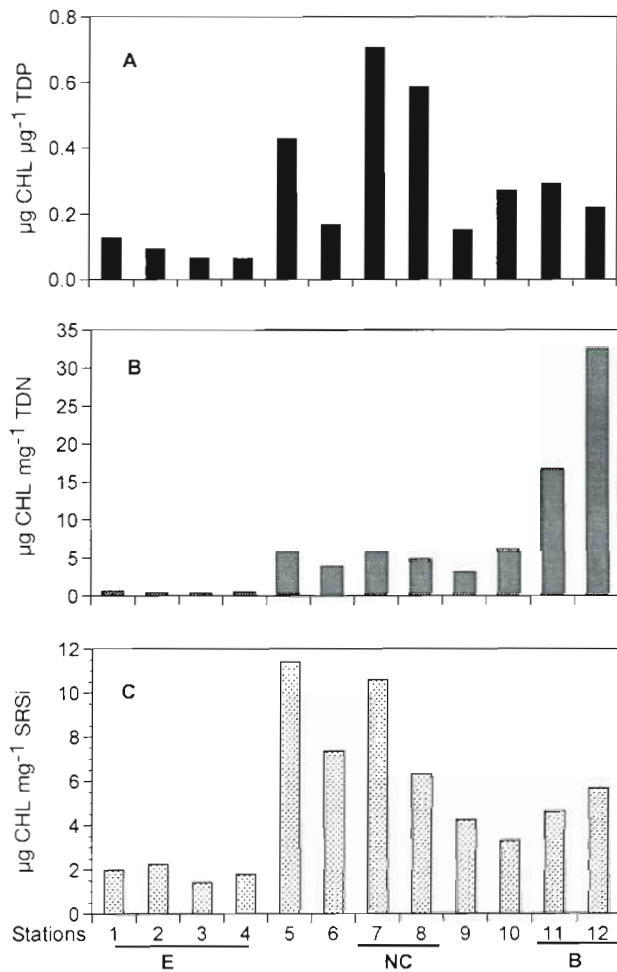 A
µg CHL µg⁻¹ TDP
0.8
0.6
0.4
0.2
0.0
B
µg CHL mg⁻¹ TDN
35
30
25
20
15
10
5
0
C
µg CHL mg⁻¹ SRSi
12
10
8
6
4
2
0
Stations 1 2 3 4 5 6 7 8 9 10 11 12
E NC B